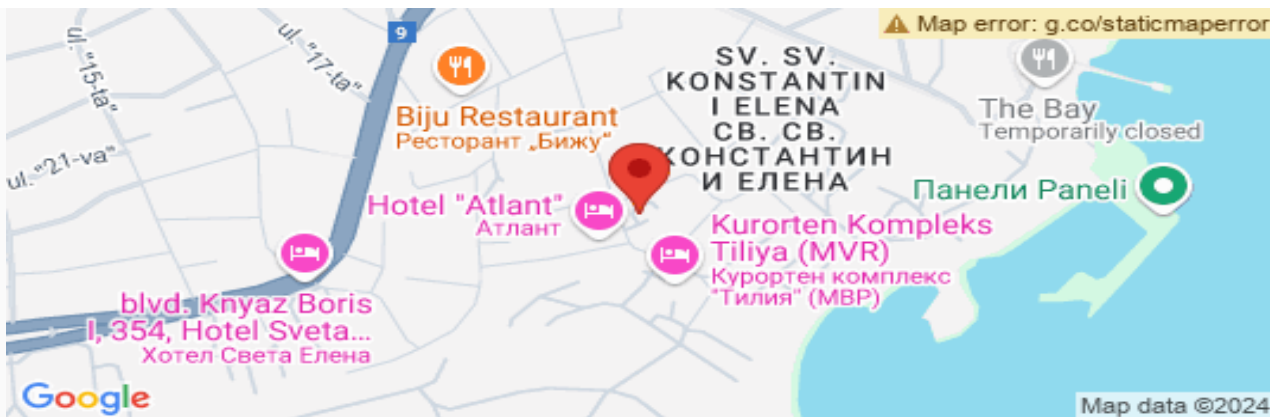 Map error: g.co/staticmaperror
9
ul. "15-ta"
ul. "17-ta"
ul. "21-va"
Biju Restaurant
Ресторант „Бижу“
SV. SV.
KONSTANTIN
I ELENA
СВ. СВ.
КОНСТАНТИН
И ЕЛЕНА
The Bay
Temporarily closed
Панели Paneli
Hotel "Atlant"
Атлант
Kurorten Kompleks
Tiliya (MVR)
Курортен комплекс
"Тилия" (МВР)
blvd. Knyaz Boris
I, 354, Hotel Sveta...
Хотел Света Елена
Google
Map data ©2024